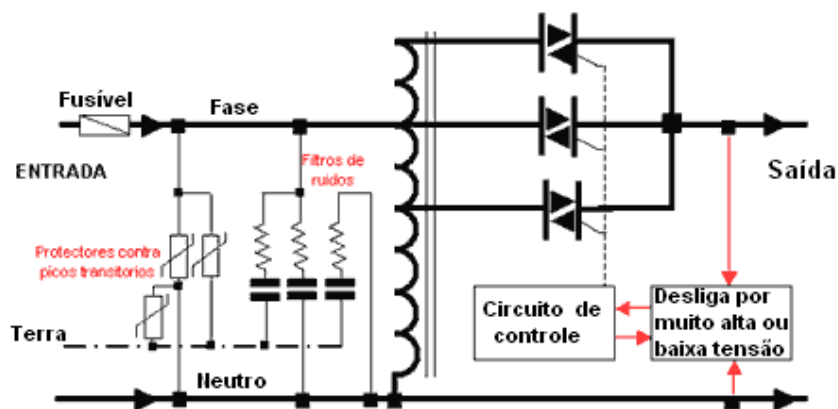 Fusível
Fase
ENTRADA
Filtros de
ruidos
Saída
Protectores contra
picos transitorios
Terra
Circuito de
controle
Desliga por
muito alta ou
baixa tensão
Neutro